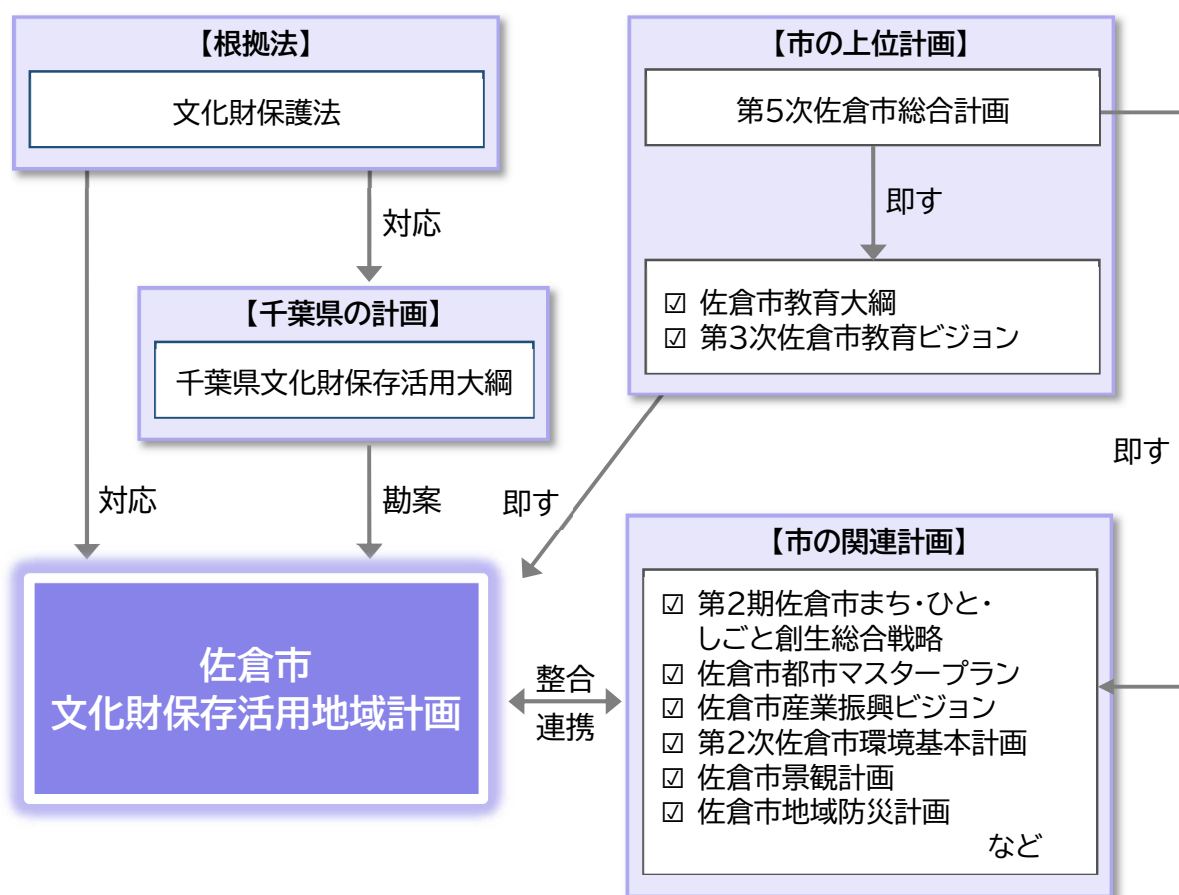 【根拠法】
文化財保護法
対応
対応
【千葉県の計画】
千葉県文化財保存活用大綱
勘案
【市の上位計画】
第5次佐倉市総合計画
即す
☑ 佐倉市教育大綱
☑ 第3次佐倉市教育ビジョン
即す
即す
佐倉市
文化財保存活用地域計画
整合
連携
【市の関連計画】
☑ 第2期佐倉市まち・ひと・
しごと創生総合戦略
☑ 佐倉市都市マスタープラン
☑ 佐倉市産業振興ビジョン
☑ 第2次佐倉市環境基本計画
☑ 佐倉市景観計画
☑ 佐倉市地域防災計画
など